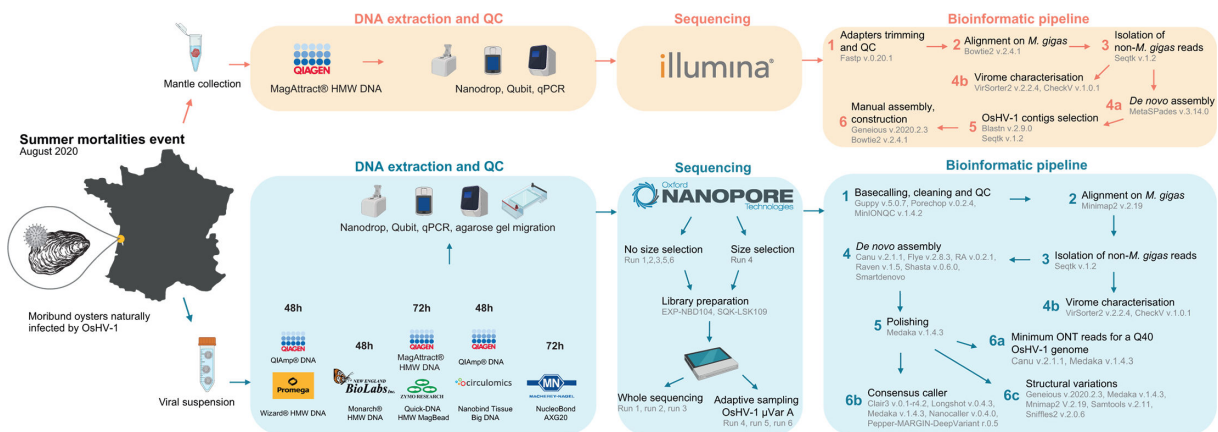 DNA extraction and QC
Sequencing
Bioinformatic pipeline
Mantle collection
QIAGEN
MagAttract® HMW DNA
Nanodrop, Qubit, qPCR
illumina®
1 Adapters trimming
and QC
Fastp v.0.20.1
2 Alignment on M. gigas
Bowtie2 v.2.4.1
3 Isolation of
non-M. gigas reads
Seqtk v.1.2
4b Virome characterisation
VirSorter2 v.2.2.4, CheckV v.1.0.1
4a De novo assembly
MetaSPades v.3.14.0
5 OsHV-1 contigs selection
Blastn v.2.9.0
Seqtk v.1.2
6 Manual assembly,
construction
Geneious v.2020.2.3
Bowtie2 v.2.4.1
Summer mortalities event
August 2020
Moribund oysters naturally
infected by OsHV-1
Viral suspension
DNA extraction and QC
Nanodrop, Qubit, qPCR, agarose gel migration
48h
QIAGEN
QIAmp® DNA
Promega
Wizard® HMW DNA
48h
NEW ENGLAND
BioLabs Inc.
Monarch® HMW
DNA
72h
QIAGEN
MagAttract®
HMW DNA
ZYMO RESEARCH
Quick-DNA
HMW MagBead
48h
QIAGEN
QIAmp® DNA
circulomics
Nanobind Tissue
Big DNA
72h
MN
MACHEREY-NAGEL
NucleoBond
AXG20
Sequencing
Oxford
NANOPORE
Technologies
No size selection
Run 1,2,3,5,6
Size selection
Run 4
Library preparation
EXP-NBD104, SQK-LSK109
Whole sequencing
Run 1, run 2, run 3
Adaptive sampling
OsHV-1 µVar A
Run 4, run 5, run 6
Bioinformatic pipeline
1 Basecalling, cleaning and QC
Guppy v.5.0.7, Porechop v.0.2.4,
MinIONQC v.1.4.2
2 Alignment on M. gigas
Minimap2 v.2.19
3 Isolation of non-M. gigas reads
Seqtk v.1.2
4 De novo assembly
Canu v.2.1.1, Flye v.2.8.3, RA v.0.2.1,
Raven v.1.5, Shasta v.0.6.0,
Smartdenovo
4b Virome characterisation
VirSorter2 v.2.2.4, CheckV v.1.0.1
5 Polishing
Medaka v.1.4.3
6a Minimum ONT reads for a Q40
OsHV-1 genome
Canu v.2.1.1, Medaka v.1.4.3
6b Consensus caller
Clair3 v.0.1-r4.2, Longshot v.0.4.3,
Medaka v.1.4.3, Nanocaller v.0.4.0,
Pepper-MARGIN-DeepVariant r.0.5
6c Structural variations
Geneious v.2020.2.3, Medaka v.1.4.3,
Mnimap2 V.2.19, Samtools v.2.11,
Sniffles2 v.2.0.6